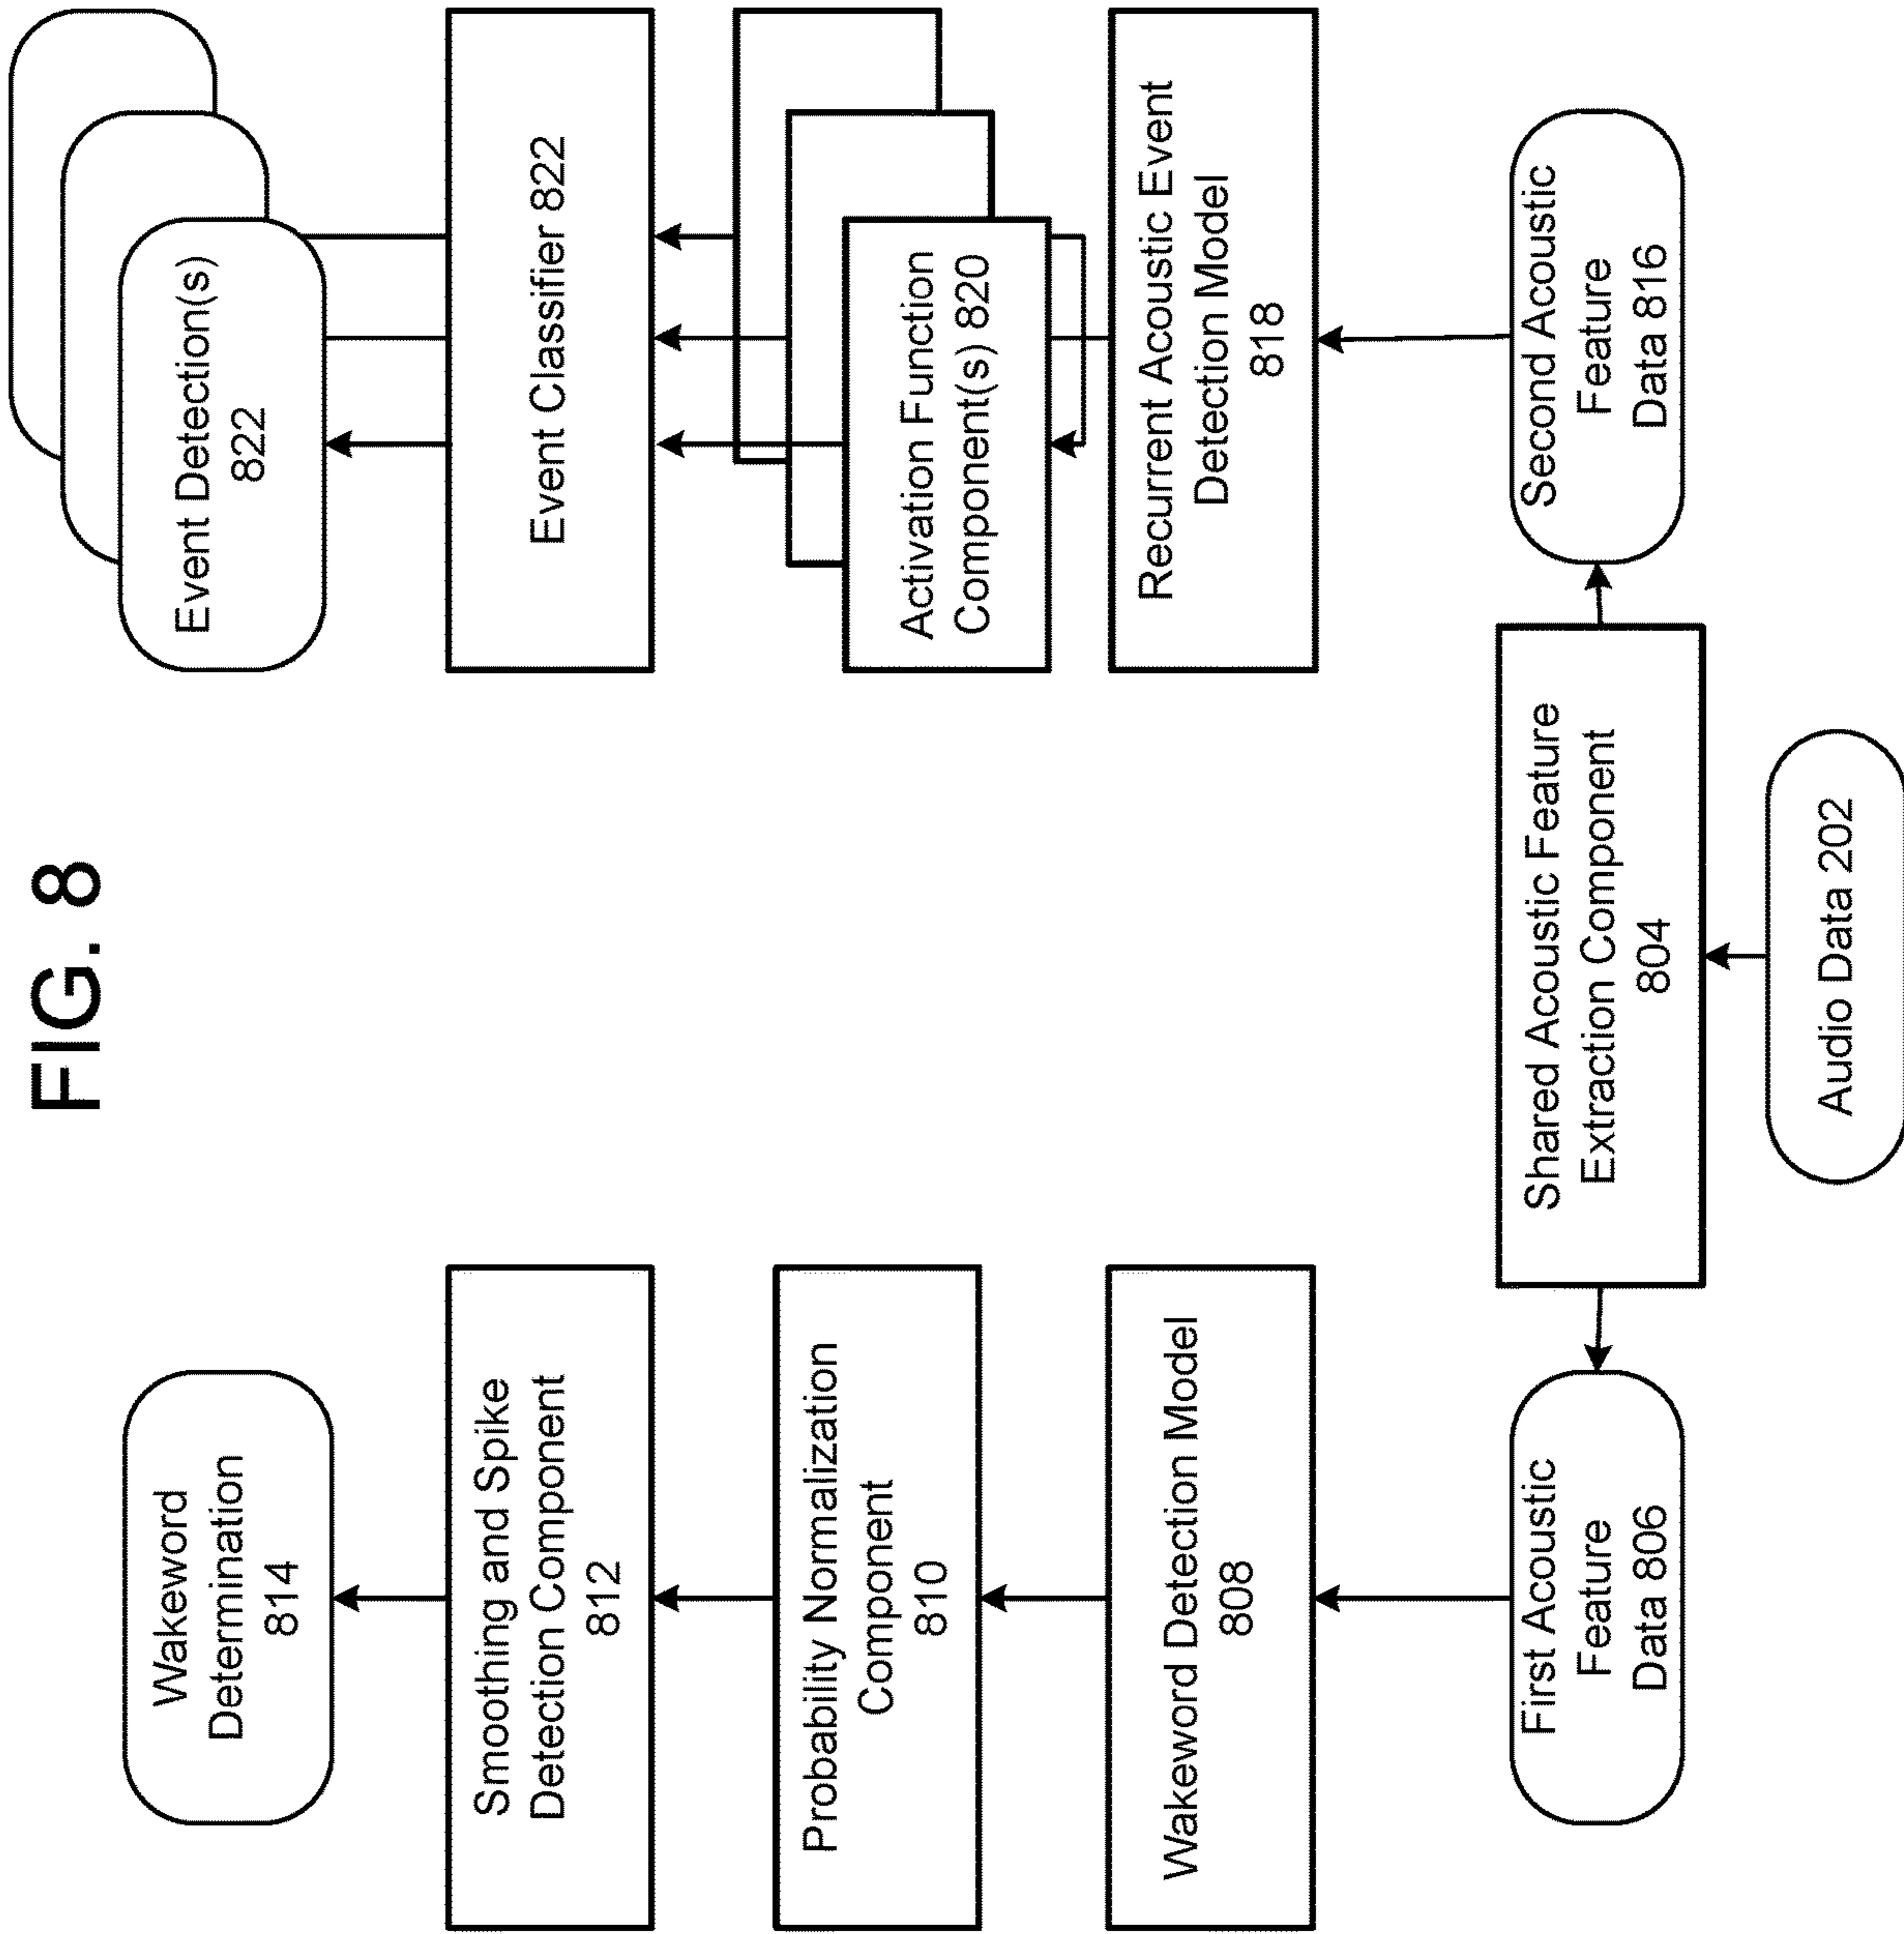 FIG. 8
Wakeword
Determination
814
Smoothing and Spike
Detection Component
812
Probability Normalization
Component
810
Wakeword Detection Model
808
First Acoustic
Feature
Data 806
Event Detection(s)
822
Event Classifier 822
Activation Function
Component(s) 820
Recurrent Acoustic Event
Detection Model
818
Second Acoustic
Feature
Data 816
Shared Acoustic Feature
Extraction Component
804
Audio Data 202